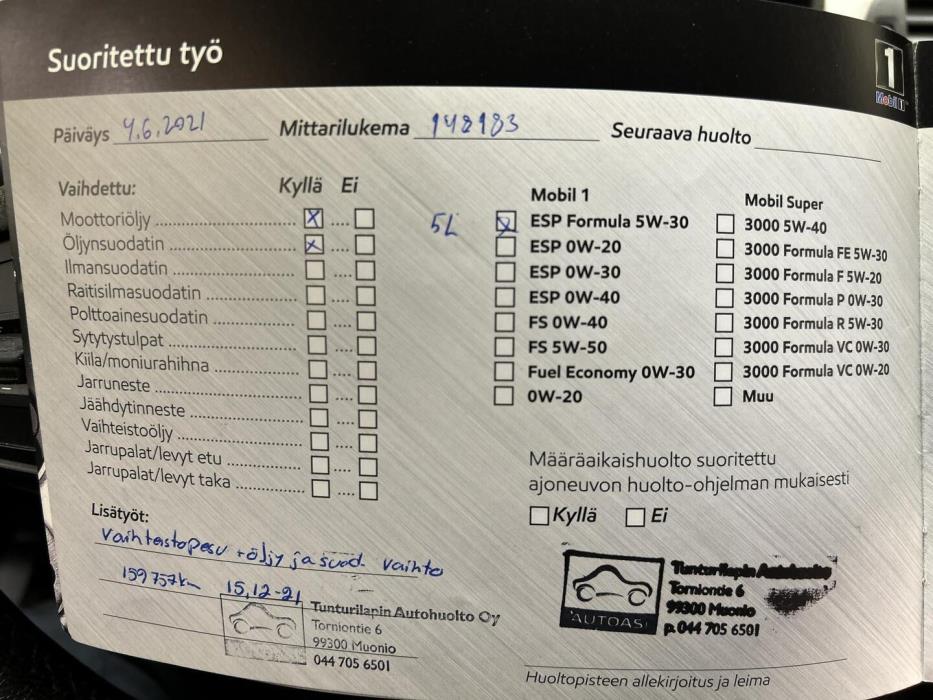 Suoritettu työ
1
Mobil 1
Päiväys 4.6.2021 Mittarilukema 148183 Seuraava huolto
Vaihdettu: Kyllä Ei
Moottoriöljy X
Öljynsuodatin X
Ilmansuodatin
Raitisilmasuodatin
Polttoainesuodatin
Sytytystulpat
Kiila/moniurahihna
Jarruneste
Jäähdytinneste
Vaihteistoöljy
Jarrupalat/levyt etu
Jarrupalat/levyt taka
5L
Mobil 1
X ESP Formula 5W-30
ESP 0W-20
ESP 0W-30
ESP 0W-40
FS 0W-40
FS 5W-50
Fuel Economy 0W-30
0W-20
Mobil Super
3000 5W-40
3000 Formula FE 5W-30
3000 Formula F 5W-20
3000 Formula P 0W-30
3000 Formula R 5W-30
3000 Formula VC 0W-30
3000 Formula VC 0W-20
Muu
Määräaikaishuolto suoritettu
ajoneuvon huolto-ohjelman mukaisesti
Kyllä Ei
Lisätyöt:
Vaihteistopesu + öljy ja suod. vaihto
159757km 15,12-21
Tunturilapin Autohuolto Oy
Torniontie 6
99300 Muonio
044 705 6501
AUTOASI
Tunturilapin Autohuolto
Torniontie 6
99300 Muonio
p.044 705 6501
Huoltopisteen allekirjoitus ja leima